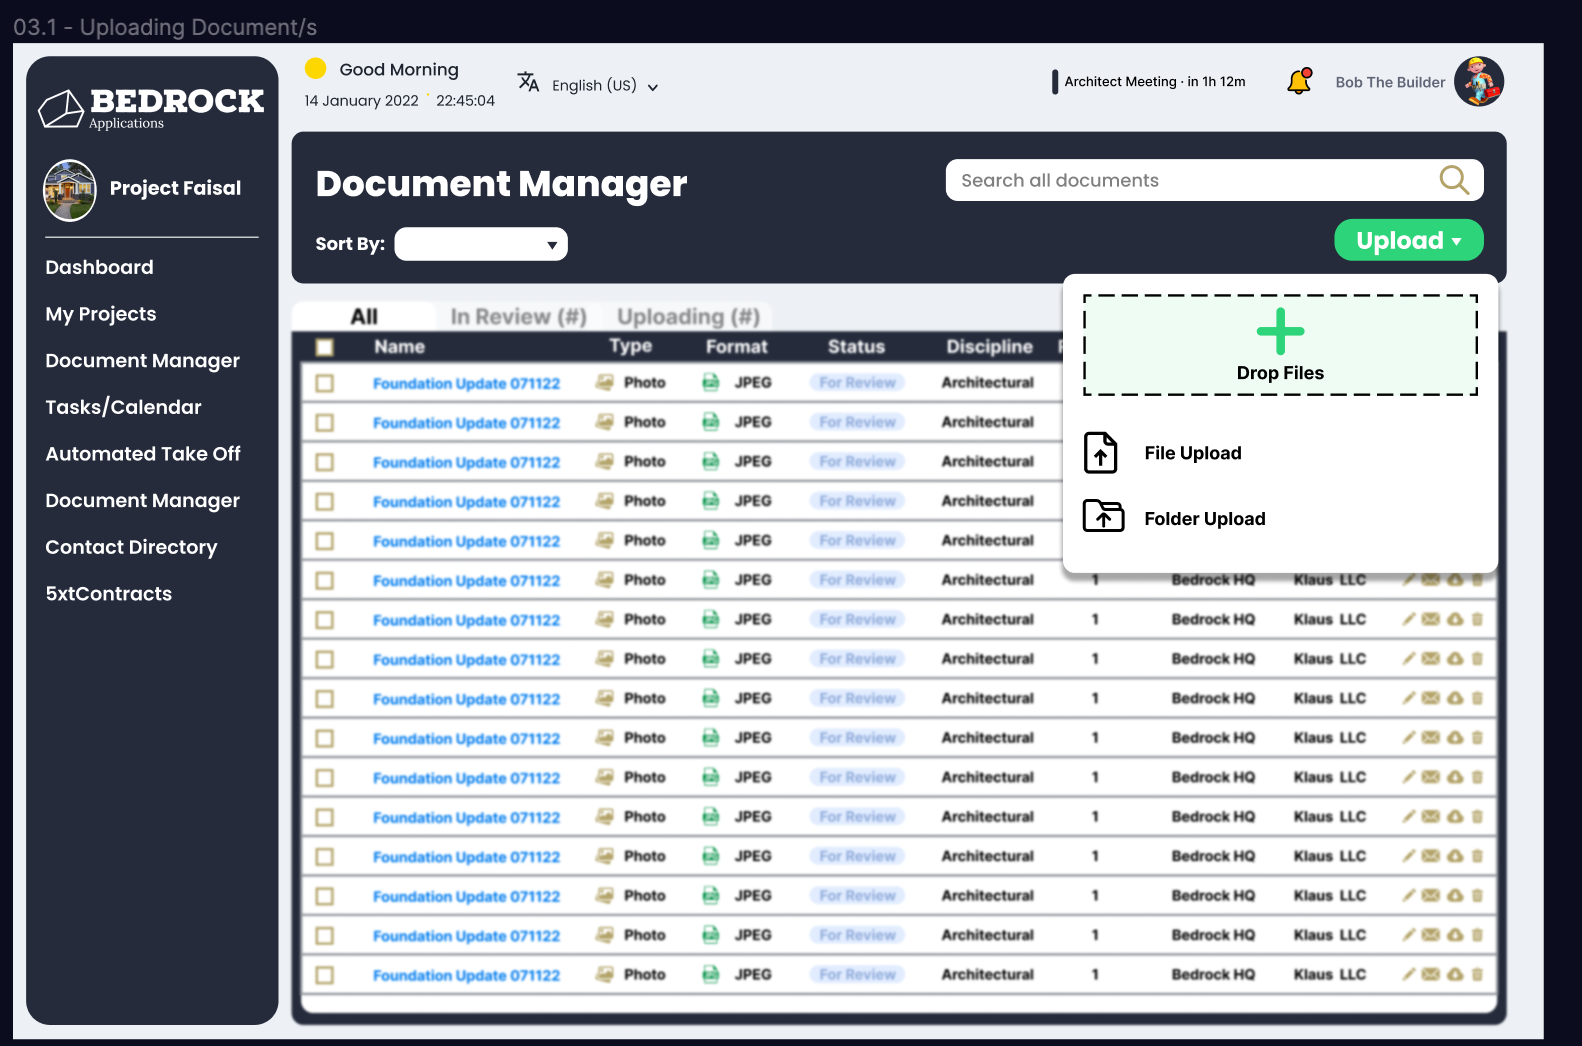 03.1 - Uploading Document/s
BEDROCK
Applications
Project Faisal
Dashboard
My Projects
Document Manager
Tasks/Calendar
Automated Take Off
Document Manager
Contact Directory
5xtContracts
Good Morning
14 January 2022 22:45:04
English (US)
Architect Meeting · in 1h 12m
Bob The Builder
Document Manager
Search all documents
Sort By:
Upload
All In Review (#) Uploading (#)
Name Type Format Status Discipline
Drop Files
File Upload
Folder Upload
Foundation Update 071122 Photo JPEG For Review Architectural
Foundation Update 071122 Photo JPEG For Review Architectural
Foundation Update 071122 Photo JPEG For Review Architectural
Foundation Update 071122 Photo JPEG For Review Architectural
Foundation Update 071122 Photo JPEG For Review Architectural
Foundation Update 071122 Photo JPEG For Review Architectural 1 Bedrock HQ Klaus LLC
Foundation Update 071122 Photo JPEG For Review Architectural 1 Bedrock HQ Klaus LLC
Foundation Update 071122 Photo JPEG For Review Architectural 1 Bedrock HQ Klaus LLC
Foundation Update 071122 Photo JPEG For Review Architectural 1 Bedrock HQ Klaus LLC
Foundation Update 071122 Photo JPEG For Review Architectural 1 Bedrock HQ Klaus LLC
Foundation Update 071122 Photo JPEG For Review Architectural 1 Bedrock HQ Klaus LLC
Foundation Update 071122 Photo JPEG For Review Architectural 1 Bedrock HQ Klaus LLC
Foundation Update 071122 Photo JPEG For Review Architectural 1 Bedrock HQ Klaus LLC
Foundation Update 071122 Photo JPEG For Review Architectural 1 Bedrock HQ Klaus LLC
Foundation Update 071122 Photo JPEG For Review Architectural 1 Bedrock HQ Klaus LLC
Foundation Update 071122 Photo JPEG For Review Architectural 1 Bedrock HQ Klaus LLC